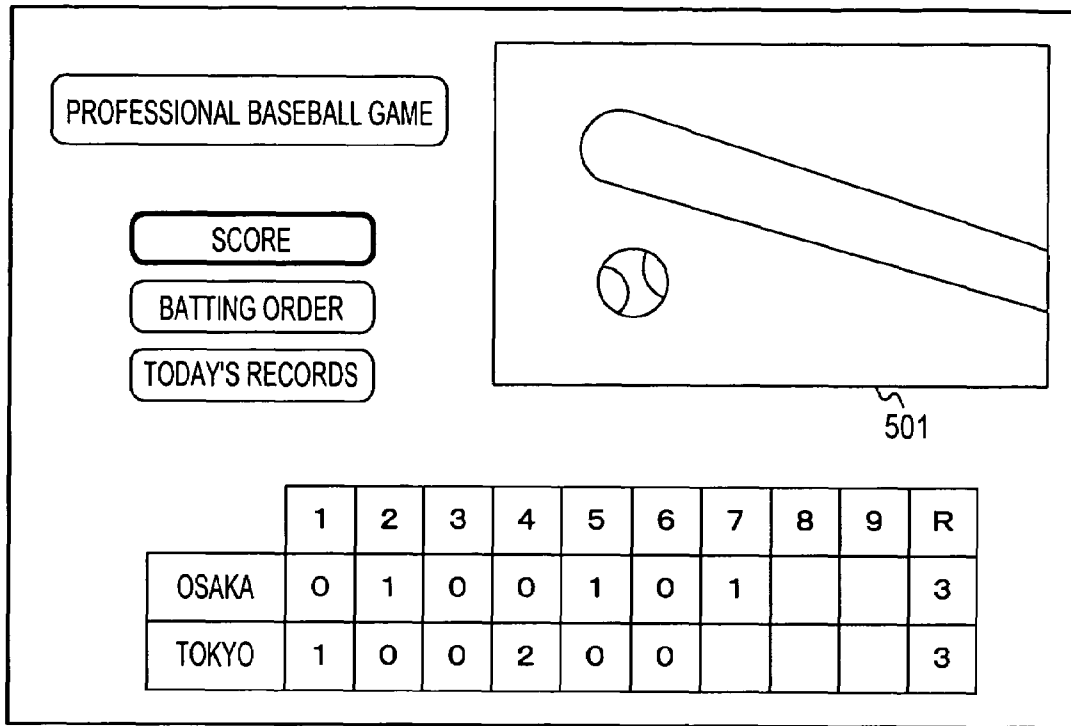 PROFESSIONAL BASEBALL GAME
SCORE
BATTING ORDER
TODAY'S RECORDS
501
1 2 3 4 5 6 7 8 9 R
OSAKA 0 1 0 0 1 0 1 3
TOKYO 1 0 0 2 0 0 3